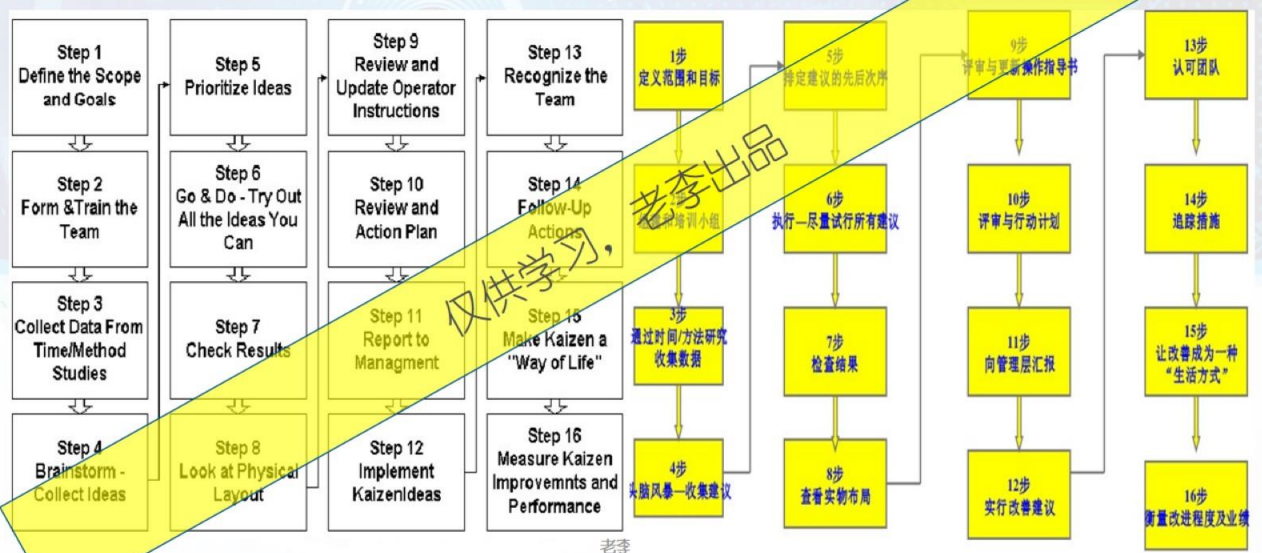 Step 1
Define the Scope
and Goals
Step 2
Form &Train the
Team
Step 3
Collect Data From
Time/Method
Studies
Step 4
Brainstorm -
Collect Ideas
Step 5
Prioritize Ideas
Step 6
Go & Do - Try Out
All the Ideas You
Can
Step 7
Check Results
Step 8
Look at Physical
Layout
Step 9
Review and
Update Operator
Instructions
Step 10
Review and
Action Plan
Step 11
Report to
Managment
Step 12
Implement
KaizenIdeas
Step 13
Recognize the
Team
Step 14
Follow-Up
Actions
Step 15
Make Kaizen a
"Way of Life"
Step 16
Measure Kaizen
Improvemnts and
Performance
1步
定义范围和目标
2步
组建和培训小组
3步
通过时间/方法研究
收集数据
4步
头脑风暴—收集建议
5步
排定建议的先后次序
6步
执行—尽量试行所有建议
7步
检查结果
8步
查看实物布局
9步
评审与更新操作指导书
10步
评审与行动计划
11步
向管理层汇报
12步
实行改善建议
13步
认可团队
14步
追踪措施
15步
让改善成为一种
“生活方式”
16步
衡量改进程度及业绩
仅供学习，老李出品
老李